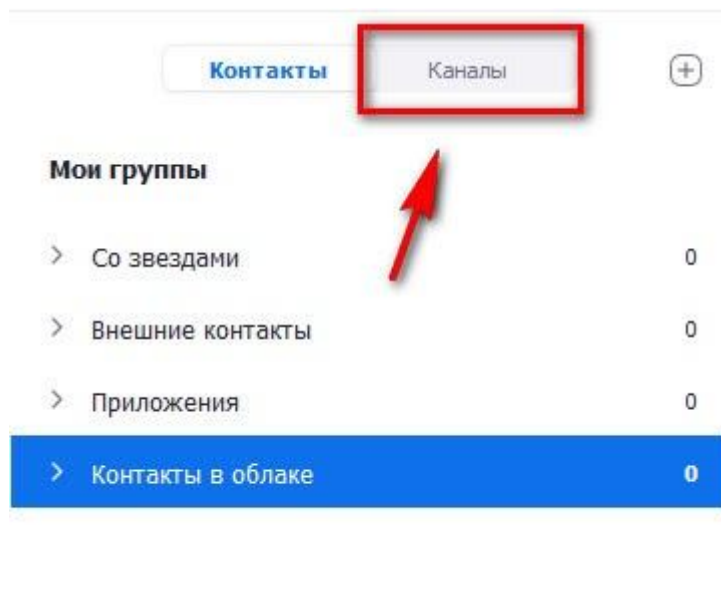 Контакты Каналы
Мои группы
Со звездами 0
Внешние контакты 0
Приложения 0
Контакты в облаке 0